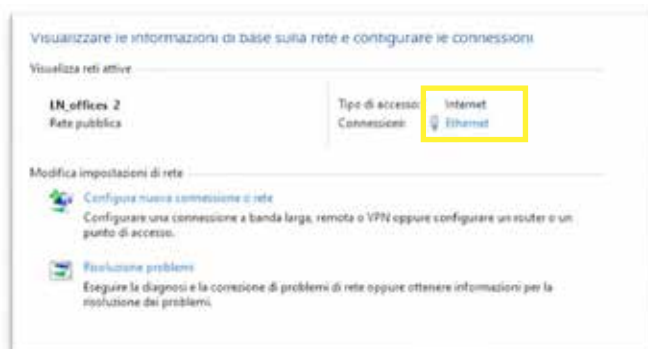 Visualizzare le informazioni di base sulla rete e configurare le connessioni
Visualizza reti attive
LN_offices 2
Rete pubblica
Tipo di accesso: Internet
Connessioni: Ethernet
Modifica impostazioni di rete
Configura nuova connessione o rete
Configurare una connessione a banda larga, remota o VPN oppure configurare un router o un
punto di accesso.
Risoluzione problemi
Eseguire la diagnosi e la correzione di problemi di rete oppure ottenere informazioni per la
risoluzione dei problemi.